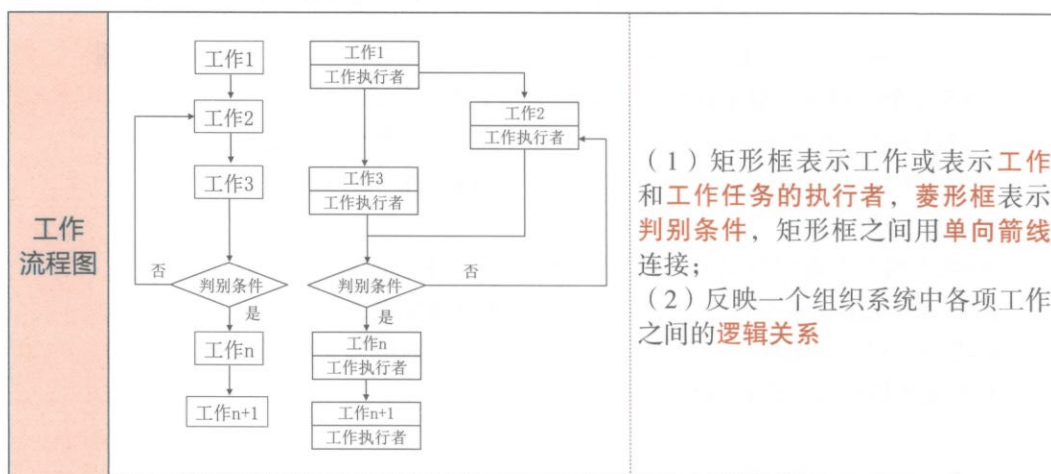 工作
流程图
工作1
工作2
工作3
否
判别条件
是
工作n
工作n+1
工作1
工作执行者
工作2
工作执行者
工作3
工作执行者
否
判别条件
是
工作n
工作执行者
工作n+1
工作执行者
（1）矩形框表示工作或表示工作
和工作任务的执行者，菱形框表示
判别条件，矩形框之间用单向箭线
连接；
（2）反映一个组织系统中各项工作
之间的逻辑关系